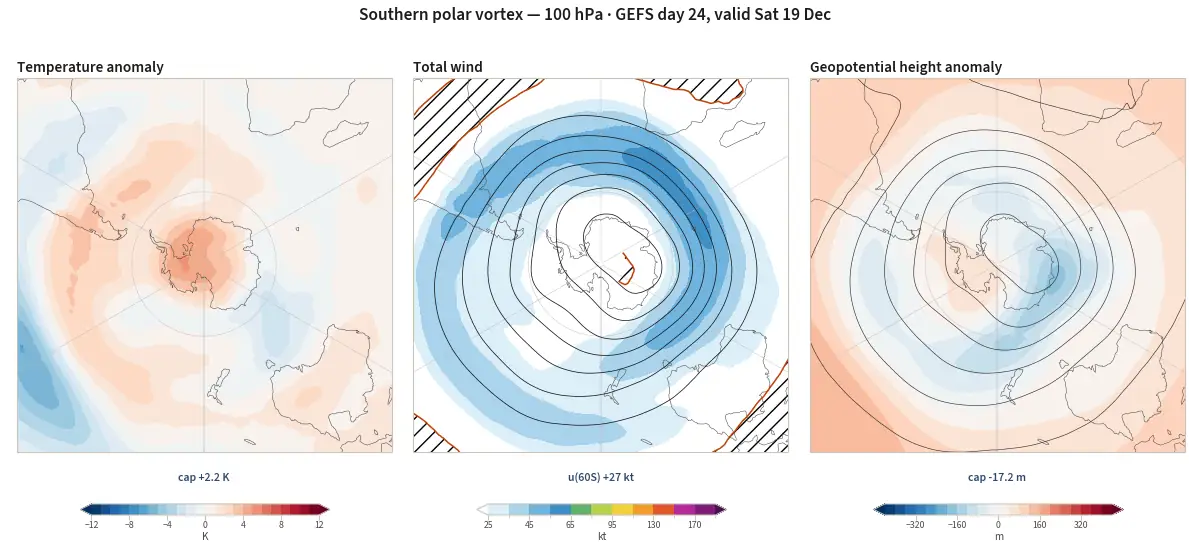 Southern polar vortex — 100 hPa · GEFS day 24, valid Sat 19 Dec
Temperature anomaly
Total wind
Geopotential height anomaly
cap +2.2 K
u(60S) +27 kt
cap -17.2 m
−12 −8 −4 0 4 8 12
K
25 45 65 95 130 170
kt
−320 −160 0 160 320
m